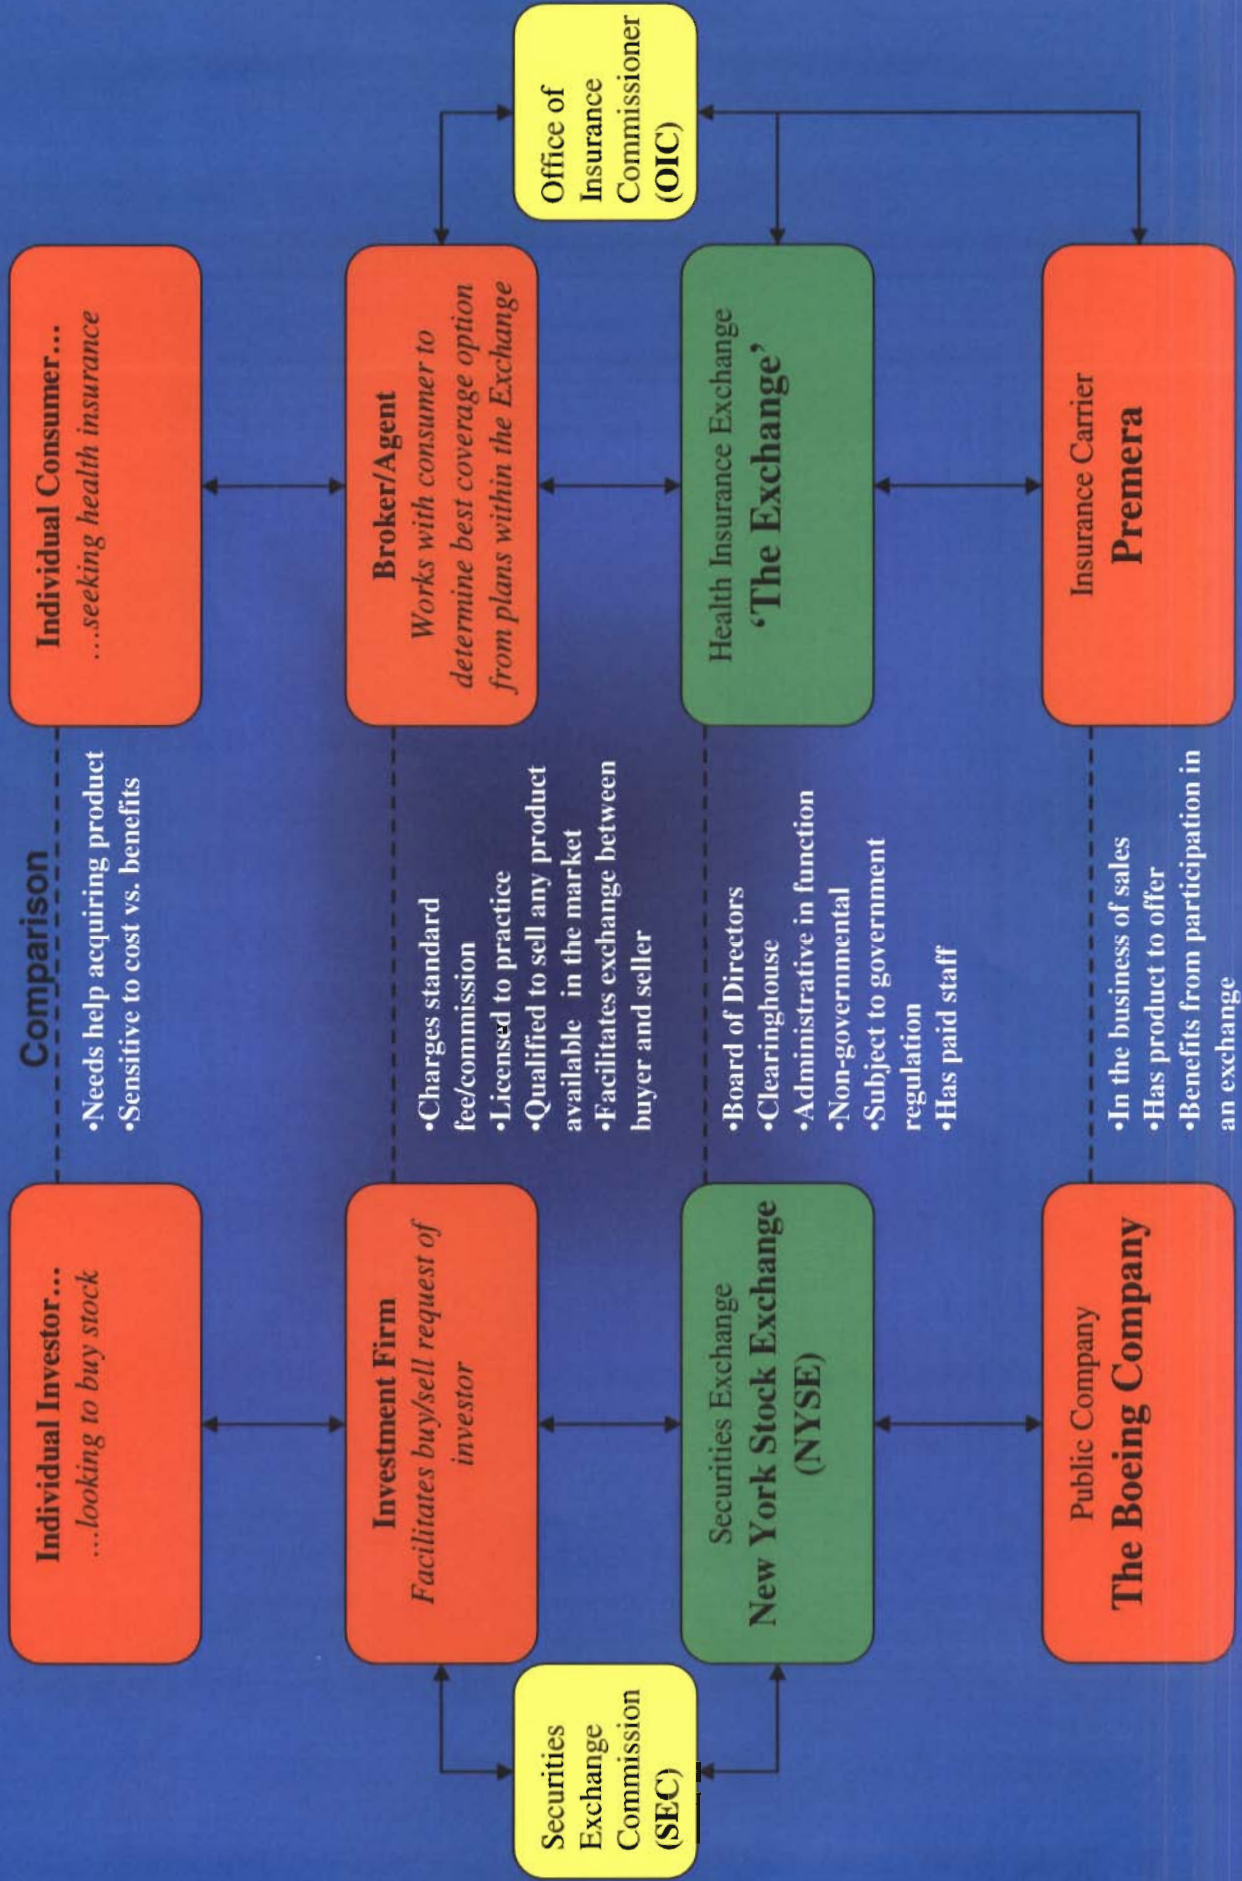 Comparison
Individual Investor...
...looking to buy stock
•Needs help acquiring product
•Sensitive to cost vs. benefits
Individual Consumer...
...seeking health insurance
Investment Firm
Facilitates buy/sell request of
investor
•Charges standard
fee/commission
•Licensed to practice
•Qualified to sell any product
available in the market
•Facilitates exchange between
buyer and seller
Broker/Agent
Works with consumer to
determine best coverage option
from plans within the Exchange
Securities
Exchange
Commission
(SEC)
Office of
Insurance
Commissioner
(OIC)
Securities Exchange
New York Stock Exchange
(NYSE)
•Board of Directors
•Clearinghouse
•Administrative in function
•Non-governmental
•Subject to government
regulation
•Has paid staff
Health Insurance Exchange
‘The Exchange’
Public Company
The Boeing Company
•In the business of sales
•Has product to offer
•Benefits from participation in
an exchange
Insurance Carrier
Premera